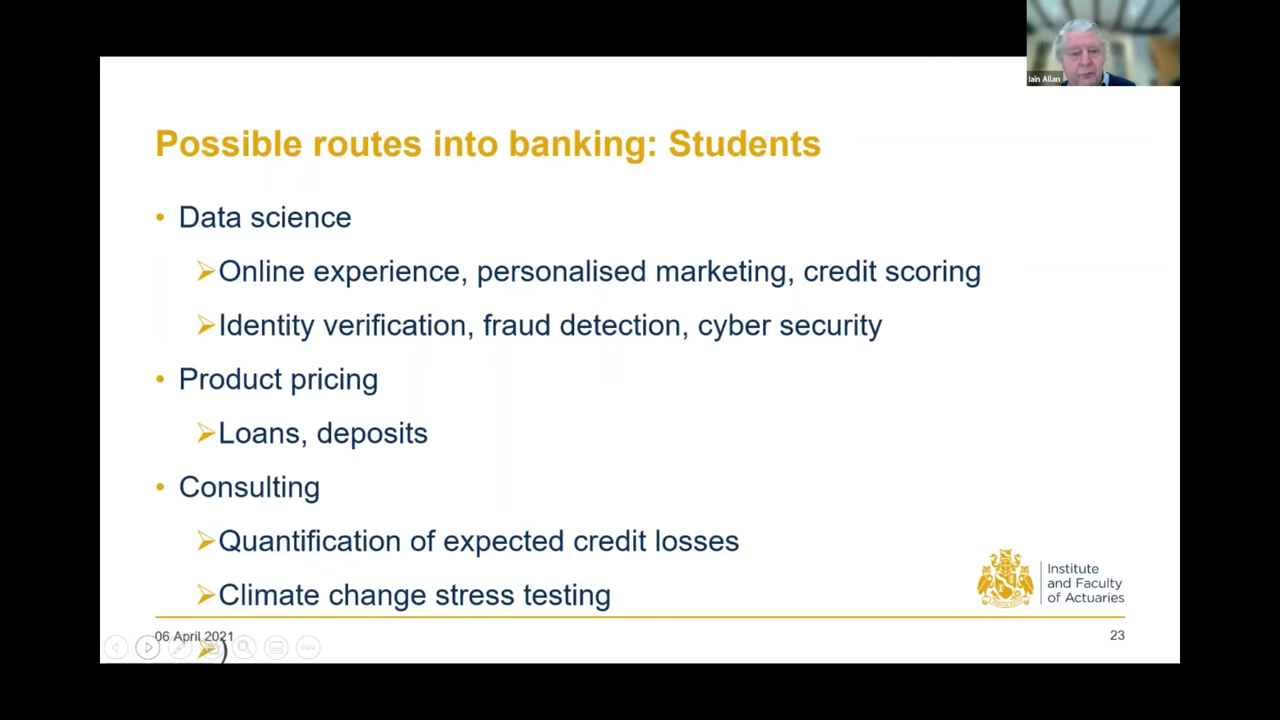 Iain Allan
Possible routes into banking: Students
• Data science
➢Online experience, personalised marketing, credit scoring
➢Identity verification, fraud detection, cyber security
• Product pricing
➢Loans, deposits
• Consulting
➢Quantification of expected credit losses
➢Climate change stress testing
Institute
and Faculty
of Actuaries
06 April 2021
23
➢)